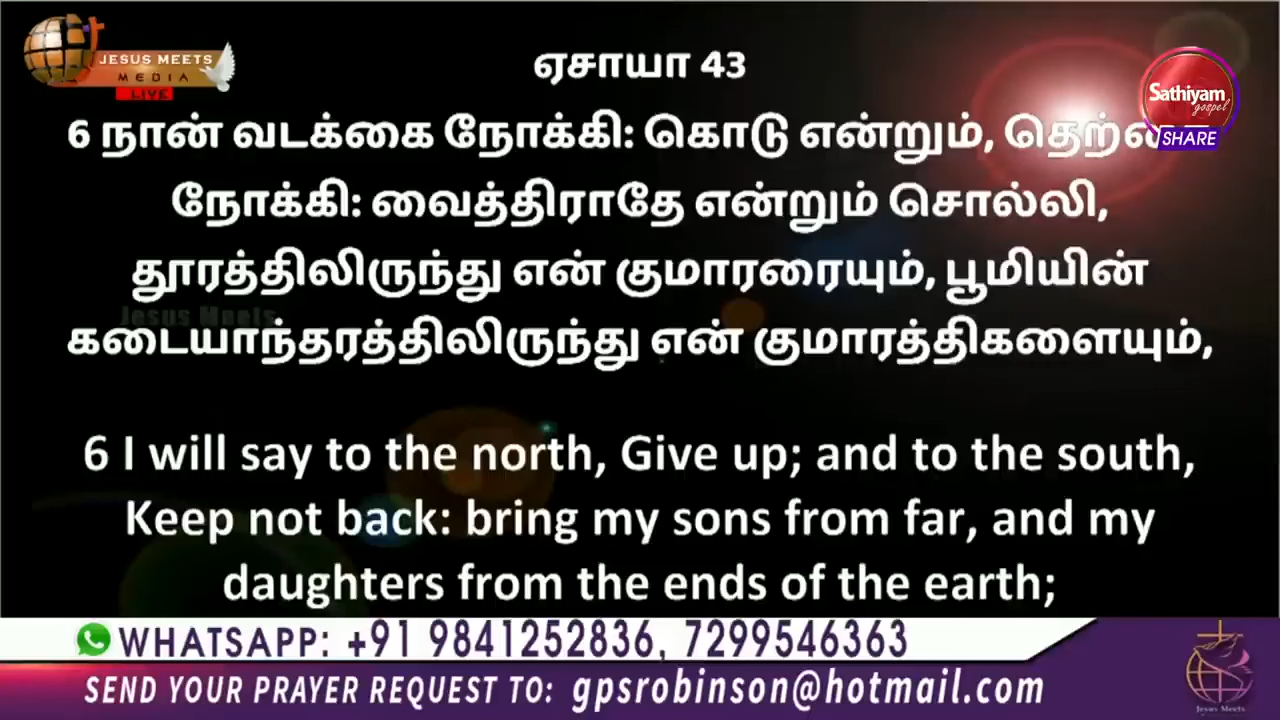 JESUS MEETS
MEDIA
LIVE
Sathiyam
gospel
SHARE
ஏசாயா 43
6 நான் வடக்கை நோக்கி: கொடு என்றும்,
நோக்கி: வைத்திராதே என்றும் சொல்லி,
தூரத்திலிருந்து என் குமாரரையும், பூமியின்
Jesus Meets
கடையாந்தரத்திலிருந்து என் குமாரத்திகளையும்,
6 I will say to the north, Give up; and to the south,
Keep not back: bring my sons from far, and my
daughters from the ends of the earth;
WHATSAPP: +91 9841252836, 7299546363
SEND YOUR PRAYER REQUEST TO: gpsrobinson@hotmail.com
Jesus Meets